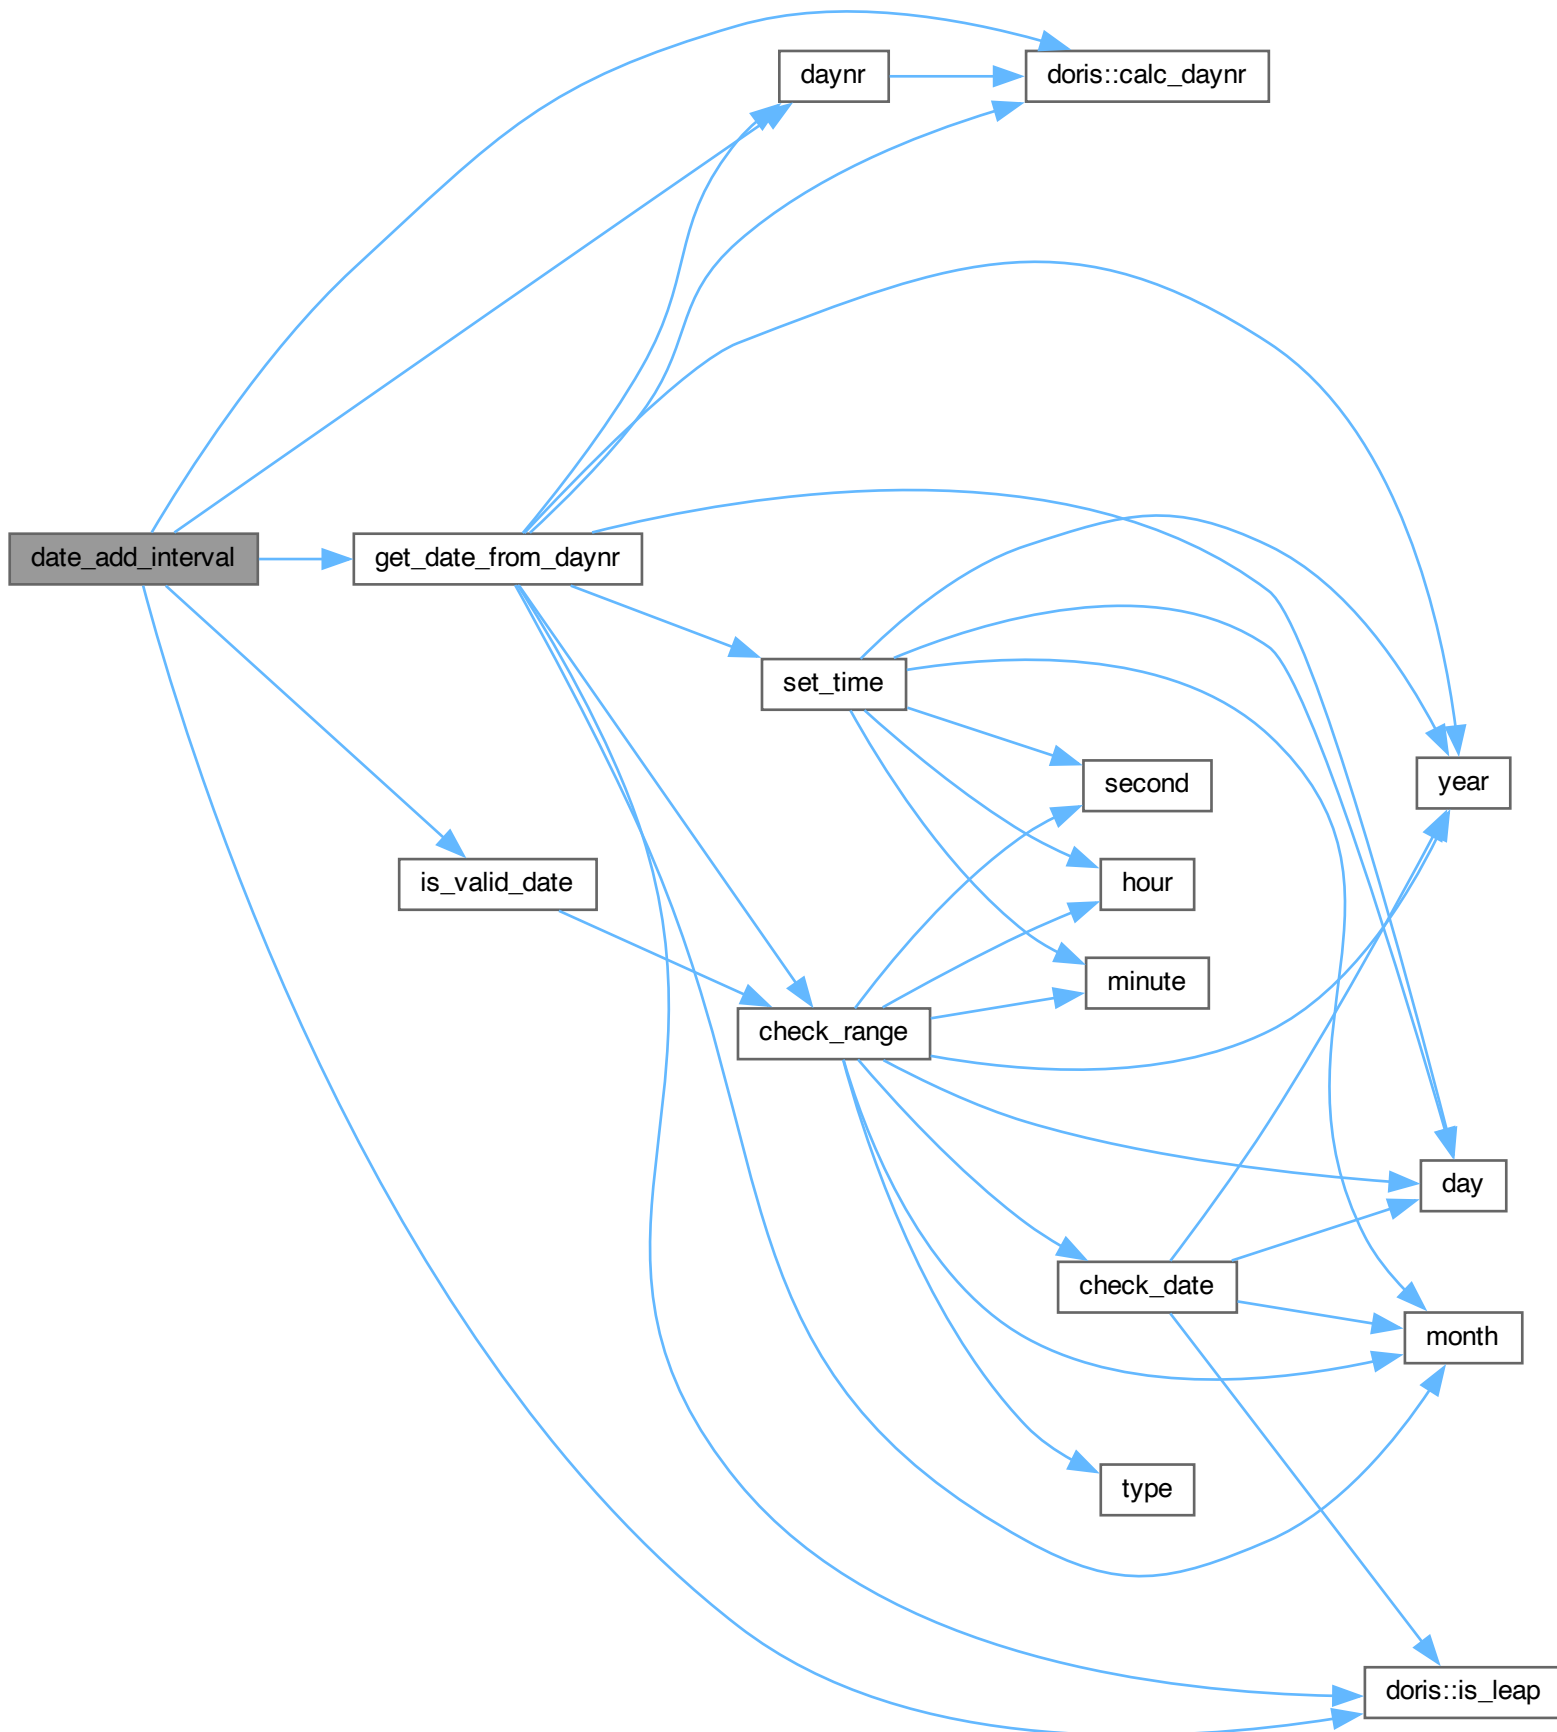 daynr
doris::calc_daynr
date_add_interval
get_date_from_daynr
set_time
second
year
is_valid_date
hour
minute
check_range
day
check_date
month
type
doris::is_leap